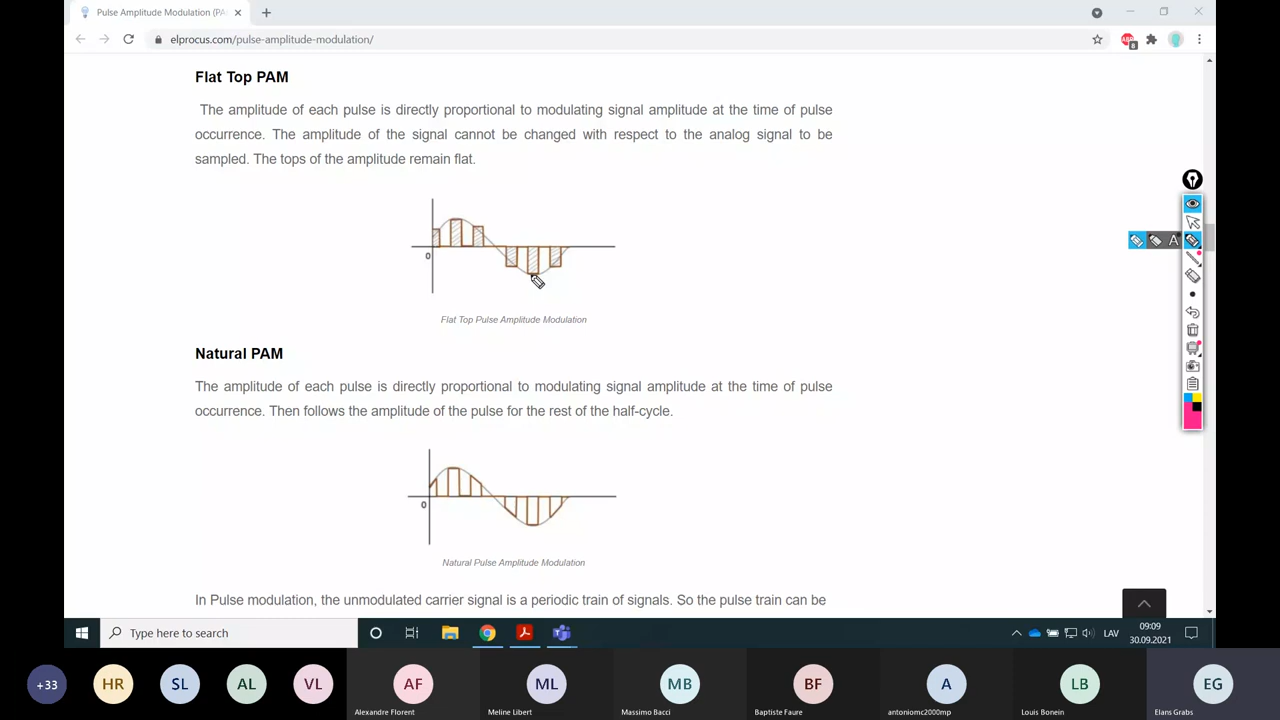 Pulse Amplitude Modulation (PA
elprocus.com/pulse-amplitude-modulation/
8
Flat Top PAM
The amplitude of each pulse is directly proportional to modulating signal amplitude at the time of pulse
occurrence. The amplitude of the signal cannot be changed with respect to the analog signal to be
sampled. The tops of the amplitude remain flat.
A
0
Flat Top Pulse Amplitude Modulation
Natural PAM
The amplitude of each pulse is directly proportional to modulating signal amplitude at the time of pulse
occurrence. Then follows the amplitude of the pulse for the rest of the half-cycle.
0
Natural Pulse Amplitude Modulation
In Pulse modulation, the unmodulated carrier signal is a periodic train of signals. So the pulse train can be
Type here to search
LAV
09:09
30.09.2021
+33
HR
SL
AL
VL
AF
Alexandre Florent
ML
Meline Libert
MB
Massimo Bacci
BF
Baptiste Faure
A
antoniomc2000mp
LB
Louis Bonein
EG
Elans Grabs